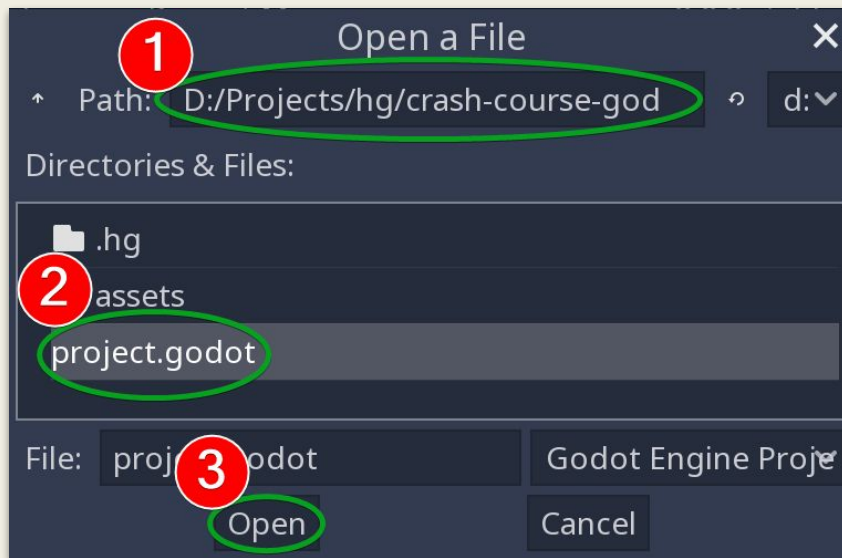 1
Open a File
Path: D:/Projects/hg/crash-course-god d:
Directories & Files:
.hg
2
assets
project.godot
File: Godot Engine Proje
3
Open Cancel